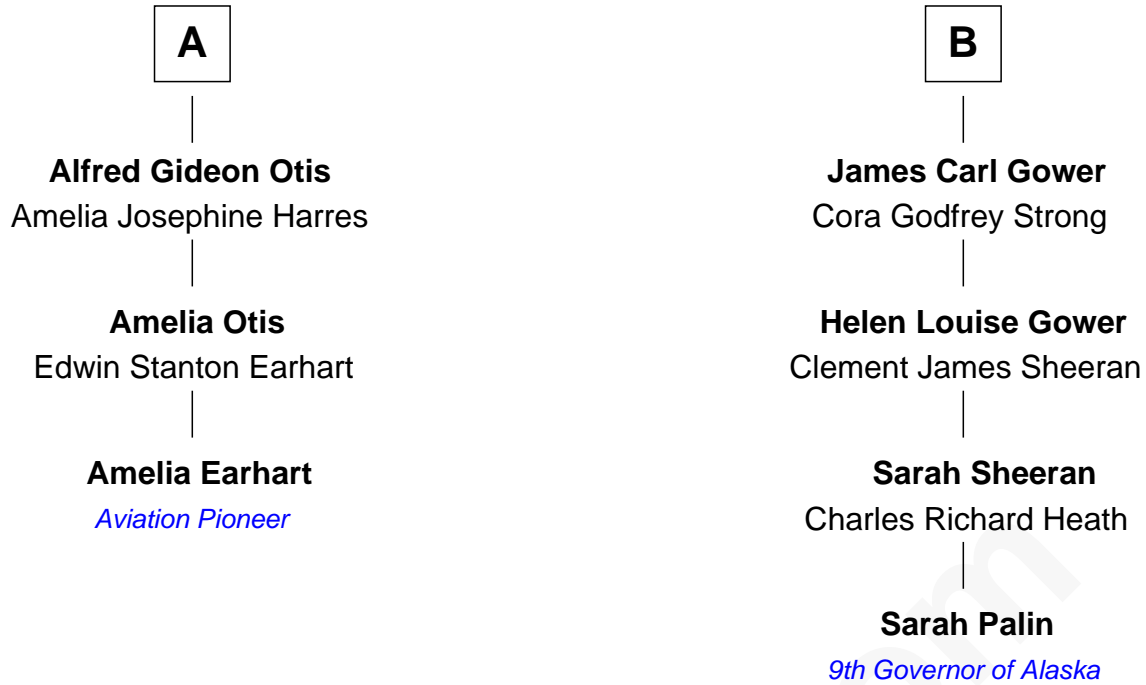 A
Alfred Gideon Otis
Amelia Josephine Harres
Amelia Otis
Edwin Stanton Earhart
Amelia Earhart
Aviation Pioneer
B
James Carl Gower
Cora Godfrey Strong
Helen Louise Gower
Clement James Sheeran
Sarah Sheeran
Charles Richard Heath
Sarah Palin
9th Governor of Alaska